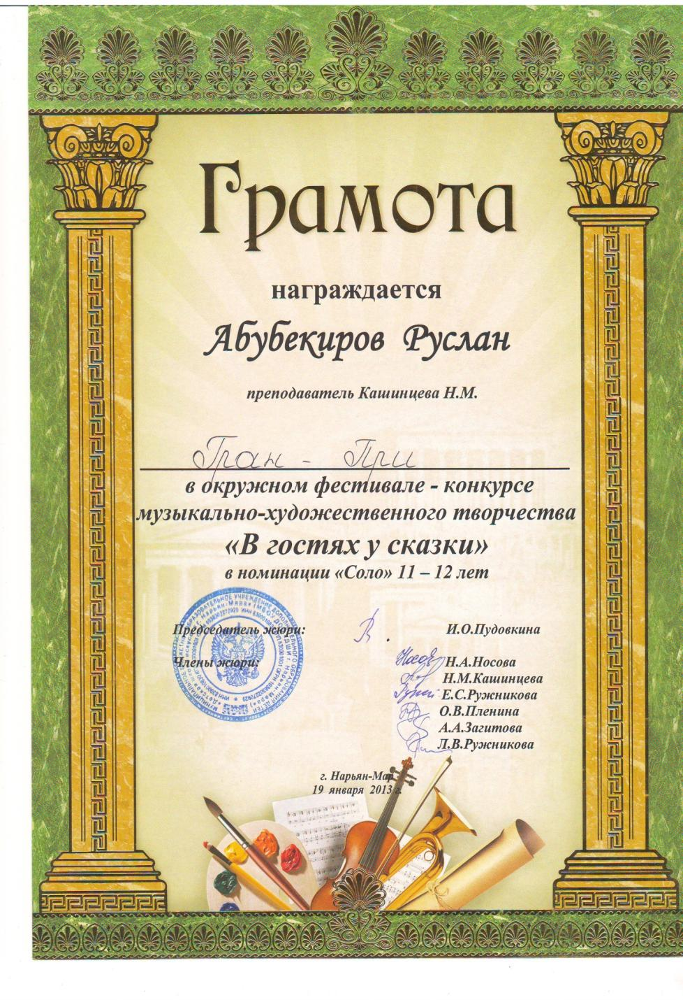 Грамота
награждается
Абубекиров Руслан
преподаватель Кашинцева Н.М.
Гран - При
в окружном фестивале - конкурсе
музыкально-художественного творчества
«В гостях у сказки»
в номинации «Соло» 11 – 12 лет
Председатель жюри: И.О.Пудовкина
Члены жюри: Н.А.Носова
Н.М.Кашинцева
Е.С.Ружникова
О.В.Пленина
А.А.Загитова
Л.В.Ружникова
г. Нарьян-Мар
19 января 2013 г.